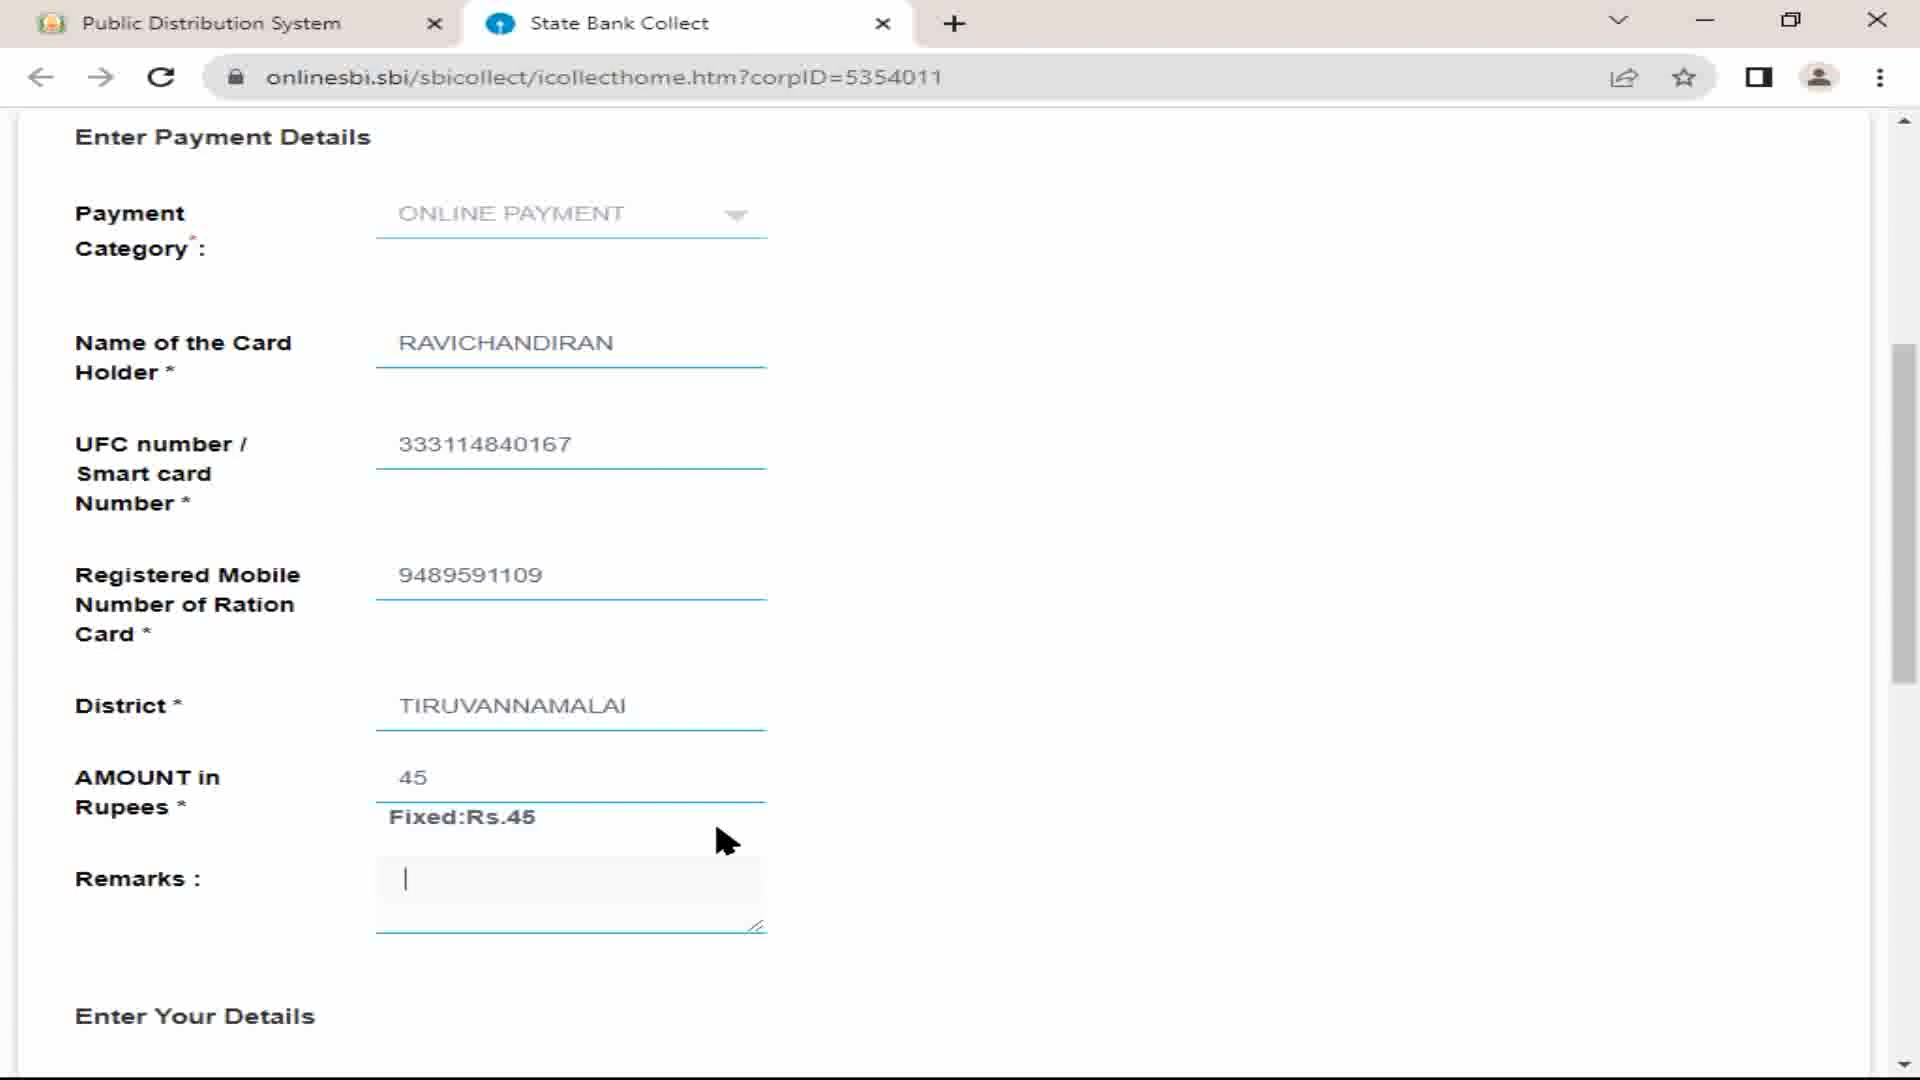 Public Distribution System
State Bank Collect
onlinesbi.sbi/sbicollect/icollecthome.htm?corpID=5354011
Enter Payment Details
Payment
Category* :
ONLINE PAYMENT
Name of the Card
Holder *
RAVICHANDIRAN
UFC number /
Smart card
Number *
333114840167
Registered Mobile
Number of Ration
Card *
9489591109
District *
TIRUVANNAMALAI
AMOUNT in
Rupees *
45
Fixed:Rs.45
Remarks :
Enter Your Details